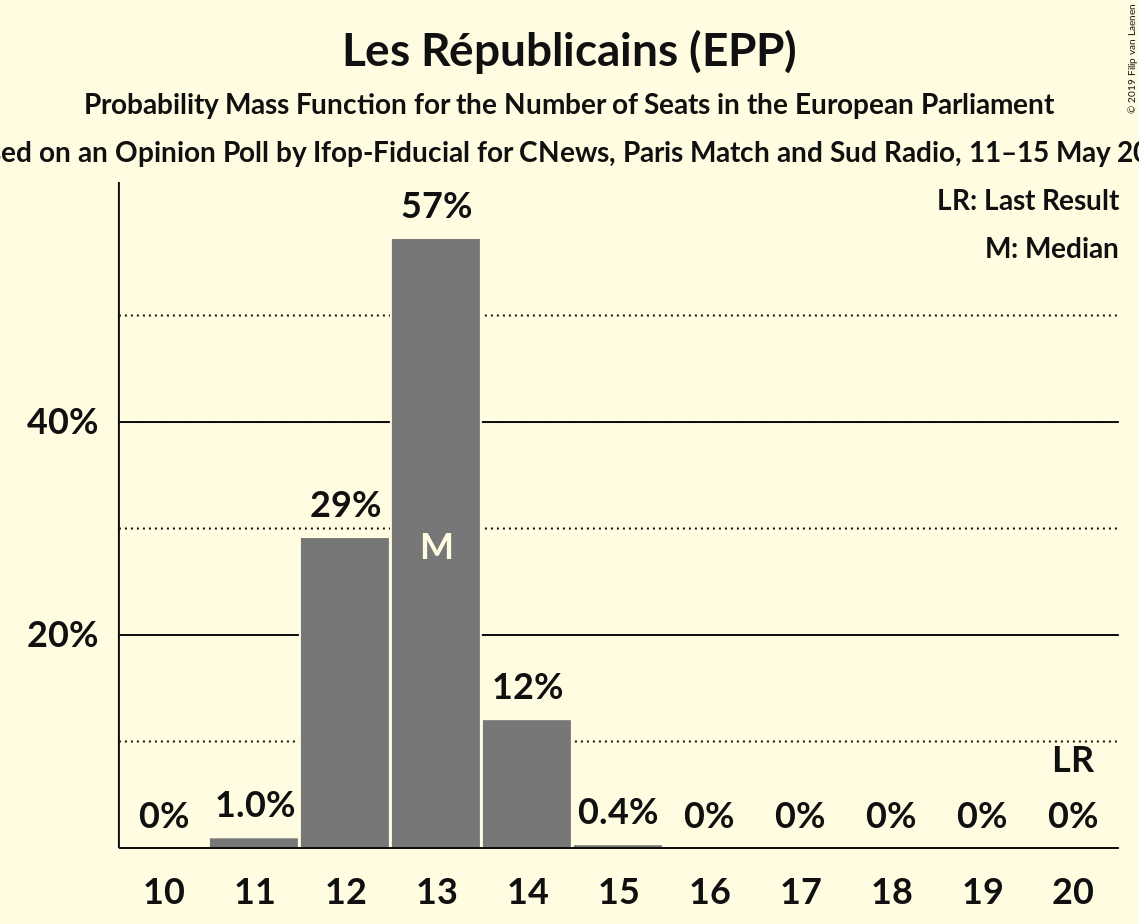 Les Républicains (EPP)
Probability Mass Function for the Number of Seats in the European Parliament
on an Opinion Poll by Ifop-Fiducial for CNews, Paris Match and Sud Radio, 11–15 May
© 2019 Filip van Laenen
LR: Last Result
M: Median
57%
40%
29%
M
20%
12%
LR
0% 1.0% 0.4% 0% 0% 0% 0% 0%
10 11 12 13 14 15 16 17 18 19 20